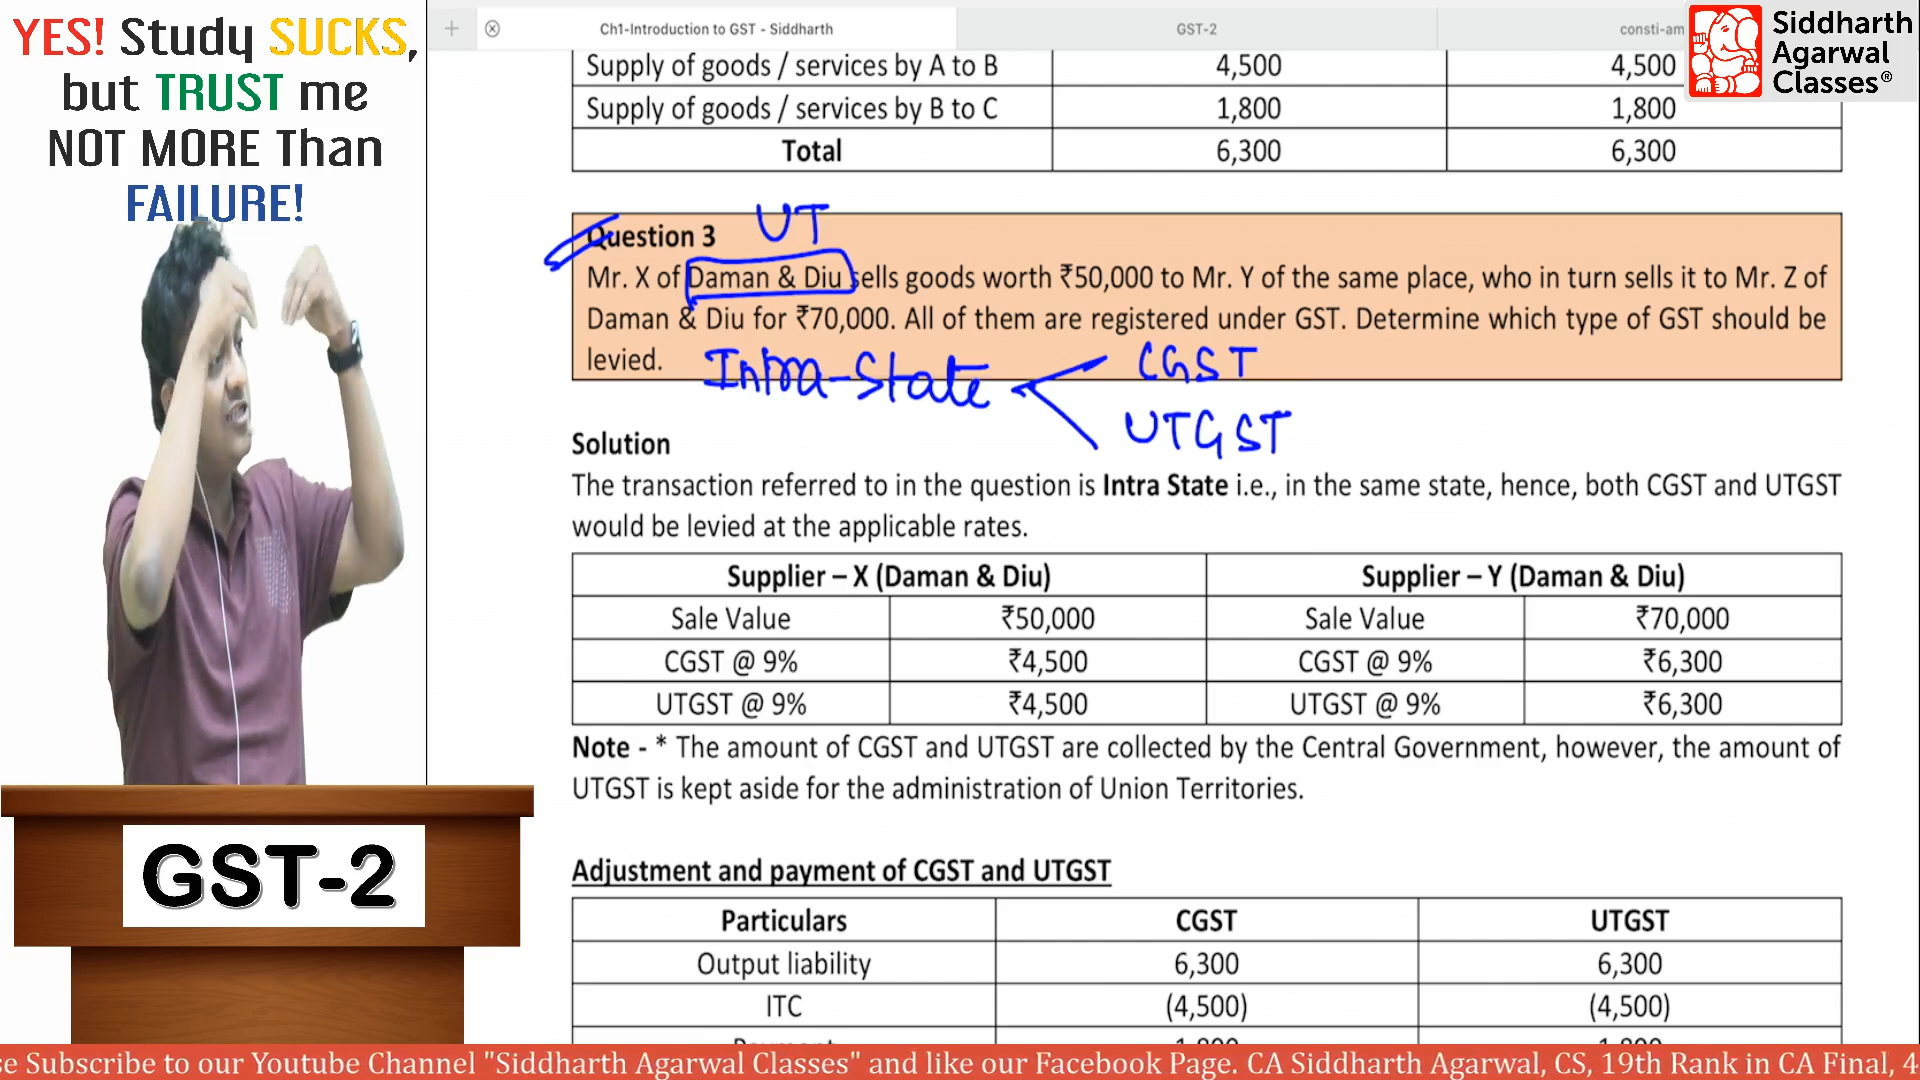 YES! Study SUCKS,
but TRUST me
NOT MORE Than
FAILURE!
Ch1-Introduction to GST - Siddharth
GST-2
consti-am
Siddharth
Agarwal
Classes®
Supply of goods / services by A to B 4,500 4,500
Supply of goods / services by B to C 1,800 1,800
Total 6,300 6,300
UT
Question 3
Mr. X of Daman & Diu sells goods worth ₹50,000 to Mr. Y of the same place, who in turn sells it to Mr. Z of
Daman & Diu for ₹70,000. All of them are registered under GST. Determine which type of GST should be
levied.
Intra-State
CGST
UTGST
Solution
The transaction referred to in the question is Intra State i.e., in the same state, hence, both CGST and UTGST
would be levied at the applicable rates.
Supplier – X (Daman & Diu) Supplier – Y (Daman & Diu)
Sale Value ₹50,000 Sale Value ₹70,000
CGST @ 9% ₹4,500 CGST @ 9% ₹6,300
UTGST @ 9% ₹4,500 UTGST @ 9% ₹6,300
Note - * The amount of CGST and UTGST are collected by the Central Government, however, the amount of
UTGST is kept aside for the administration of Union Territories.
Adjustment and payment of CGST and UTGST
Particulars CGST UTGST
Output liability 6,300 6,300
ITC (4,500) (4,500)
GST-2
se Subscribe to our Youtube Channel "Siddharth Agarwal Classes" and like our Facebook Page. CA Siddharth Agarwal, CS, 19th Rank in CA Final, 4